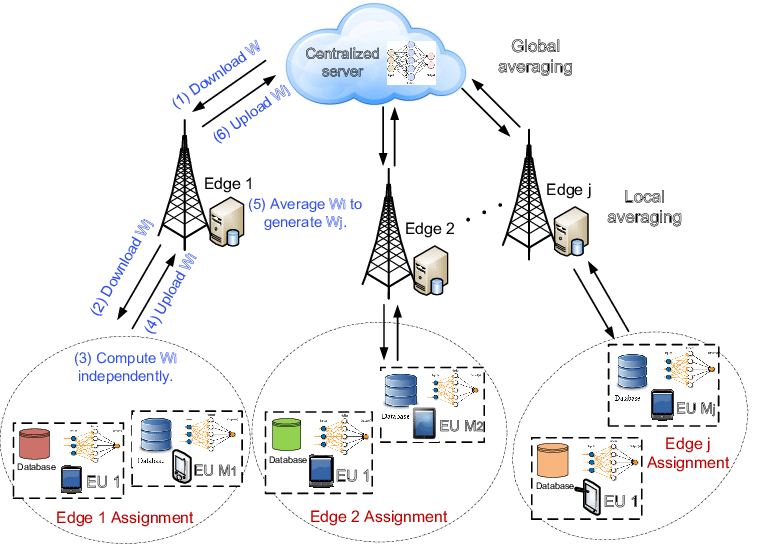 Centralized
server
Global
averaging
(1) Download W
(6) Upload Wj
Edge 1
(5) Average Wi to
generate Wj.
Edge 2
Edge j
Local
averaging
(2) Download Wj
(4) Upload Wi
(3) Compute Wi
independently.
Database
EU 1
Database
EU M1
Edge 1 Assignment
Database
EU 1
Database
EU M2
Edge 2 Assignment
Database
EU Mj
Database
EU 1
Edge j
Assignment